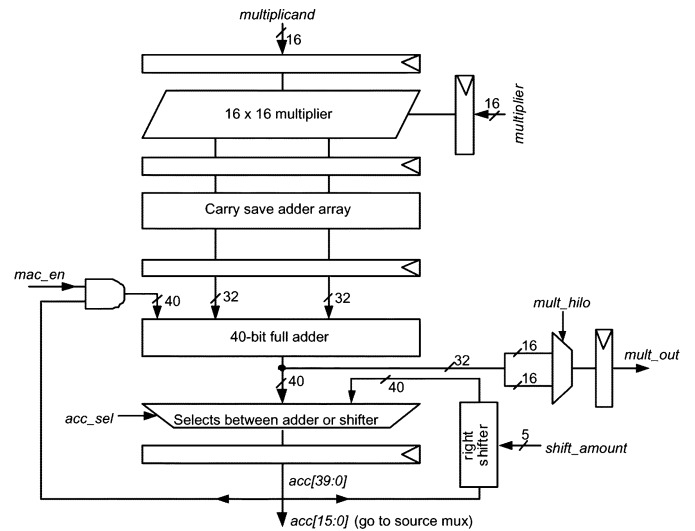 multiplicand
16
16 x 16 multiplier
16
multiplier
Carry save adder array
mac_en
40
32
32
mult_hilo
40-bit full adder
32
16
16
mult_out
40
40
acc_sel
Selects between adder or shifter
right
shifter
5
shift_amount
acc[39:0]
acc[15:0] (go to source mux)